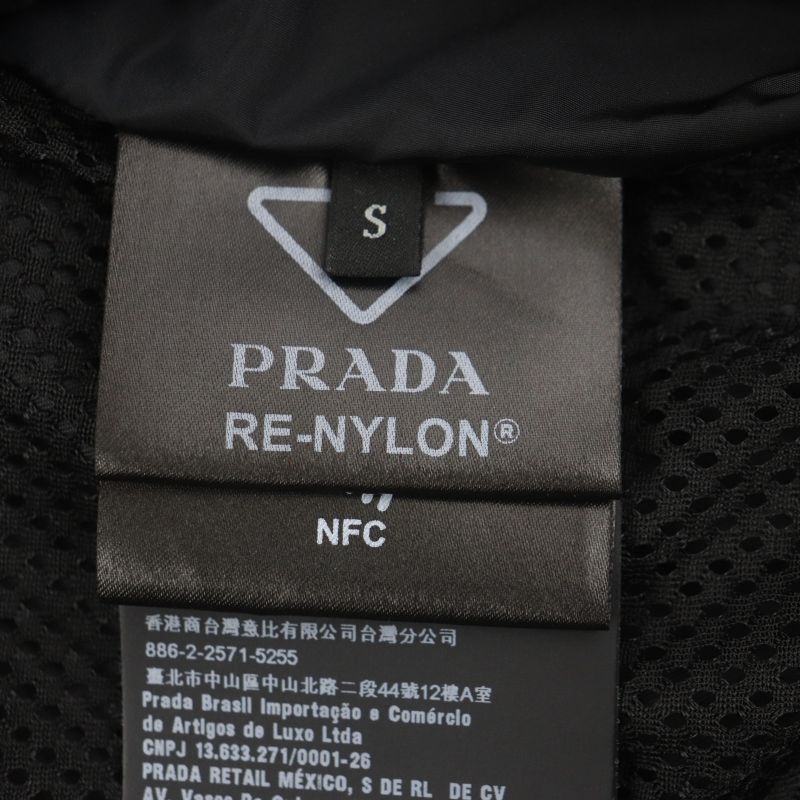 S
PRADA
RE-NYLON®
NFC
香港商台灣意比有限公司台灣分公司
886-2-2571-5255
臺北市中山區中山北路二段44號12樓A室
Prada Brasil Importação e Comércio
de Artigos de Luxo Ltda
CNPJ 13.633.271/0001-26
PRADA RETAIL MÉXICO, S DE RL DE CV
AV.